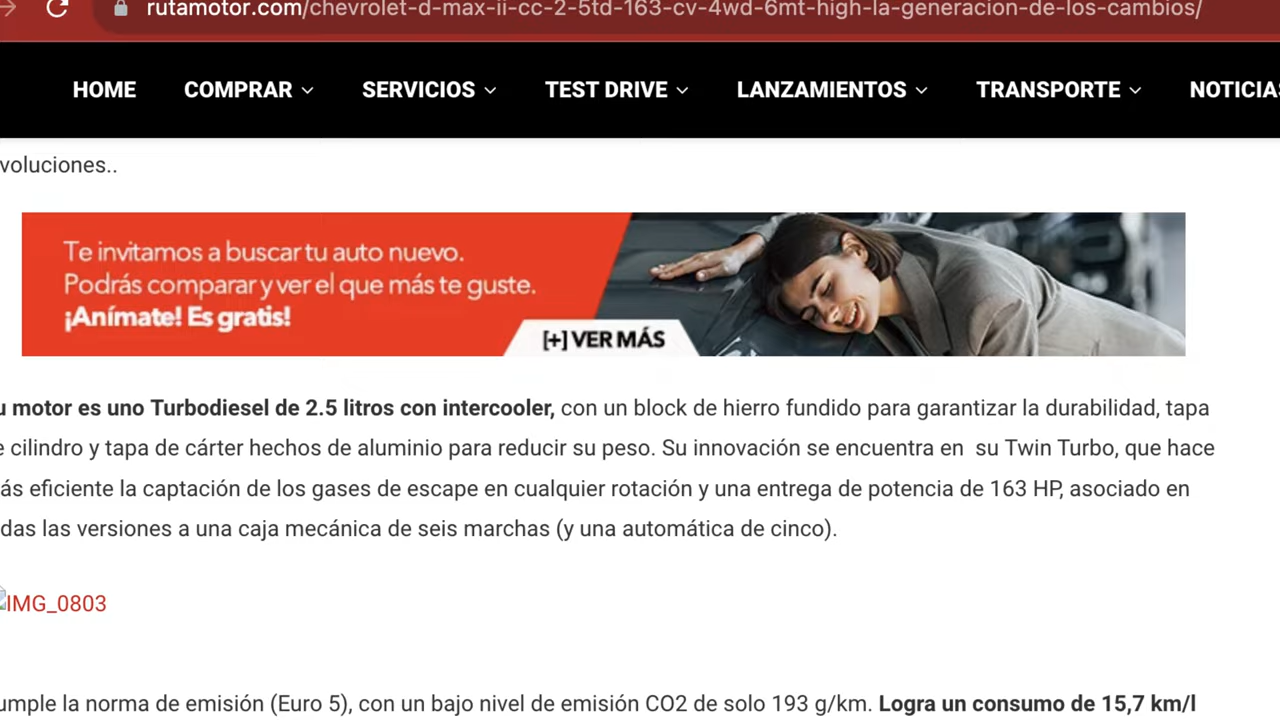 rutamotor.com/chevrolet-d-max-ii-cc-2-5td-163-cv-4wd-6mt-high-la-generacion-de-los-cambios/
HOME COMPRAR SERVICIOS TEST DRIVE LANZAMIENTOS TRANSPORTE NOTICIAS
voluciones..
Te invitamos a buscar tu auto nuevo.
Podrás comparar y ver el que más te guste.
¡Anímate! Es gratis!
[+] VER MÁS
u motor es uno Turbodiesel de 2.5 litros con intercooler, con un block de hierro fundido para garantizar la durabilidad, tapa
e cilindro y tapa de cárter hechos de aluminio para reducir su peso. Su innovación se encuentra en su Twin Turbo, que hace
ás eficiente la captación de los gases de escape en cualquier rotación y una entrega de potencia de 163 HP, asociado en
das las versiones a una caja mecánica de seis marchas (y una automática de cinco).
IMG_0803
umple la norma de emisión (Euro 5), con un bajo nivel de emisión CO2 de solo 193 g/km. Logra un consumo de 15,7 km/l